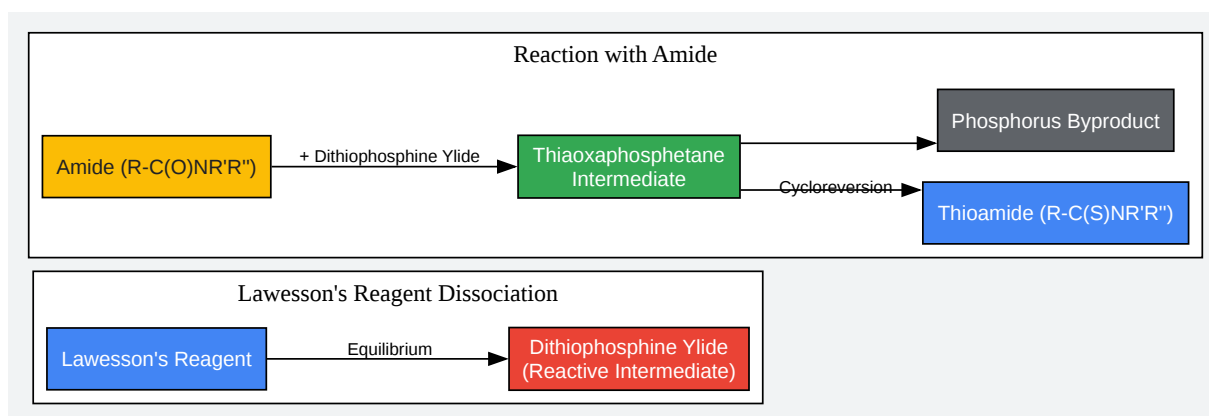 Reaction with Amide
Phosphorus Byproduct
Amide (R-C(O)NR'R'')
+ Dithiophosphine Ylide
Thiaoxaphosphetane
Intermediate
Cycloreversion
Thioamide (R-C(S)NR'R'')
Lawesson's Reagent Dissociation
Lawesson's Reagent
Equilibrium
Dithiophosphine Ylide
(Reactive Intermediate)